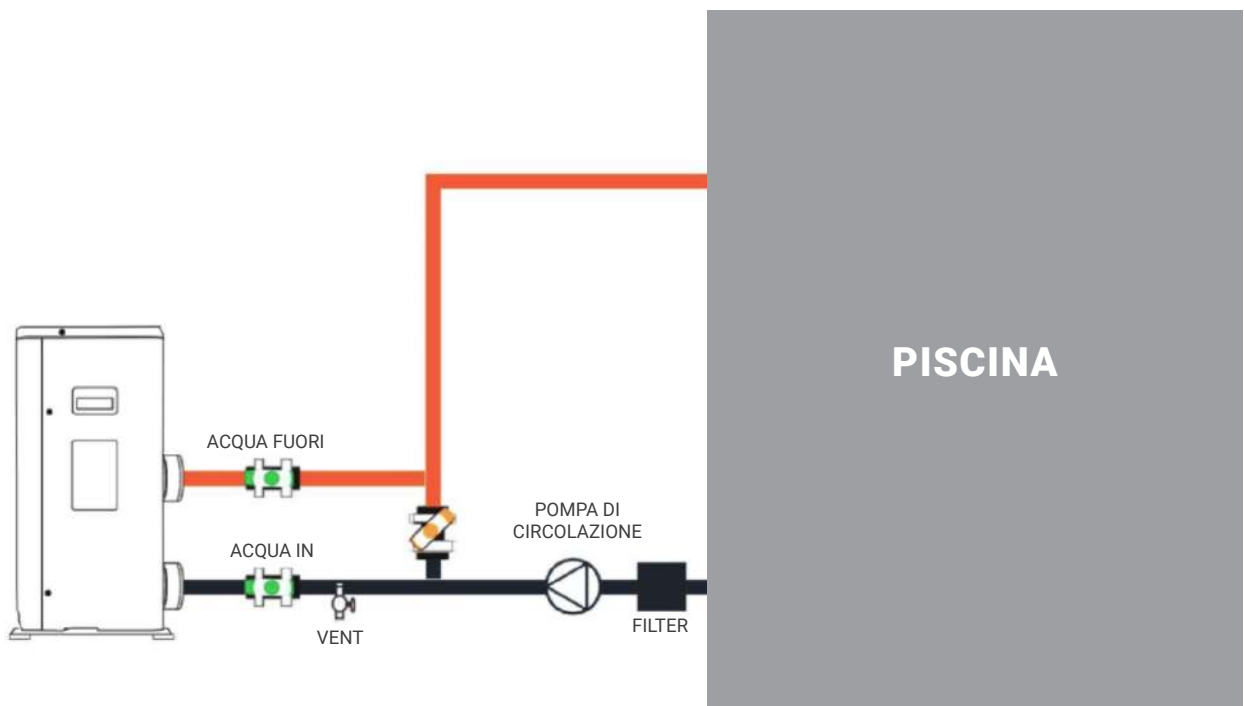 PISCINA
ACQUA FUORI
POMPA DI
CIRCOLAZIONE
ACQUA IN
FILTER
VENT